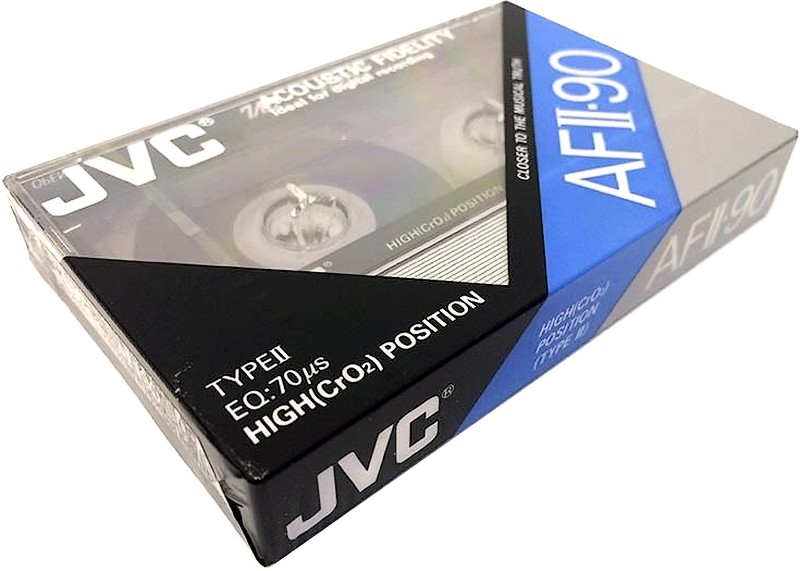 ACOUSTIC FIDELITY
Ideal for digital recording
JVC®
HIGH(CrO₂) POSITION
CLOSER TO THE MUSICAL TRUTH
AFII·90
TYPEII
EQ:70μs
HIGH(CrO₂) POSITION
JVC®
HIGH(CrO₂)
POSITION
(TYPE II)
AFII·90